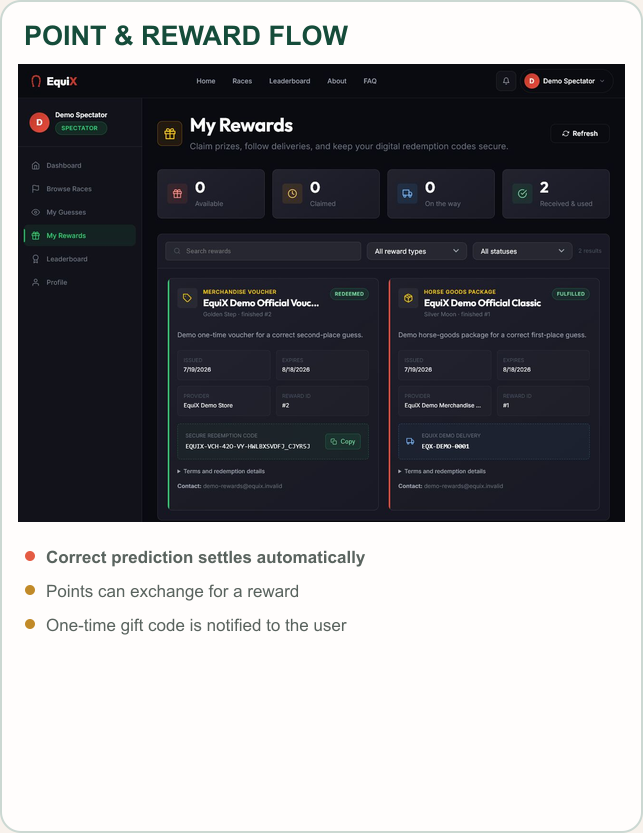 POINT & REWARD FLOW
EquiX
Home Races Leaderboard About FAQ
D Demo Spectator
D Demo Spectator
SPECTATOR
Dashboard
Browse Races
My Guesses
My Rewards
Leaderboard
Profile
My Rewards
Claim prizes, follow deliveries, and keep your digital redemption codes secure.
Refresh
0 Available
0 Claimed
0 On the way
2 Received & used
Search rewards
All reward types
All statuses
2 results
MERCHANDISE VOUCHER
REDEEMED
EquiX Demo Official Vouc...
Golden Step · finished #2
Demo one-time voucher for a correct second-place guess.
ISSUED
7/19/2026
EXPIRES
8/18/2026
PROVIDER
EquiX Demo Store
REWARD ID
#2
SECURE REDEMPTION CODE
EQUIX-VCH-42O-VY-HWLBXSVDFJ_CJYRSJ
Copy
Terms and redemption details
Contact: demo-rewards@equix.invalid
HORSE GOODS PACKAGE
FULFILLED
EquiX Demo Official Classic
Silver Moon · finished #1
Demo horse-goods package for a correct first-place guess.
ISSUED
7/19/2026
EXPIRES
8/18/2026
PROVIDER
EquiX Demo Merchandise ...
REWARD ID
#1
EQUIX DEMO DELIVERY
EQX-DEMO-0001
Terms and redemption details
Contact: demo-rewards@equix.invalid
Correct prediction settles automatically
Points can exchange for a reward
One-time gift code is notified to the user